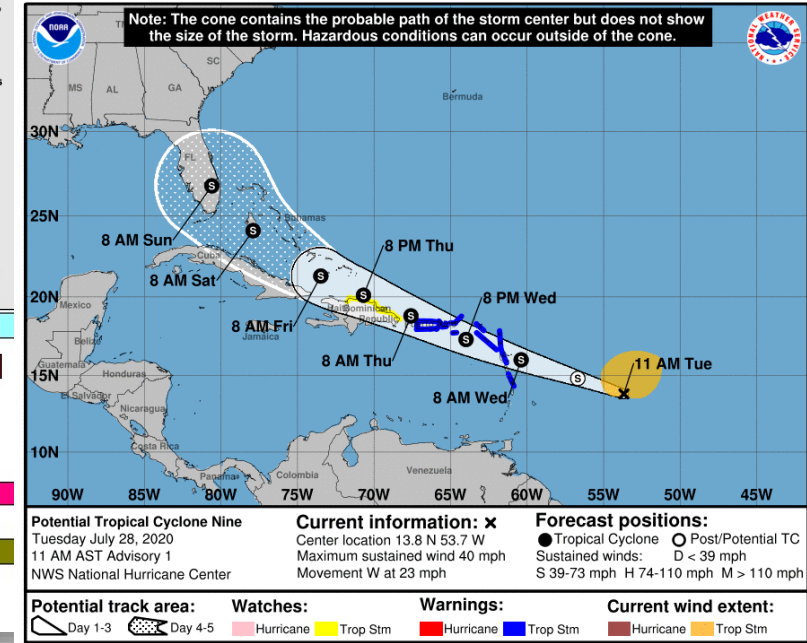 Note: The cone contains the probable path of the storm center but does not show
the size of the storm. Hazardous conditions can occur outside of the cone.
NOAA
NATIONAL WEATHER SERVICE
SC
MS
AL
GA
Bermuda
30N
FL
25N
Bahamas
8 AM Sun
8 PM Thu
Cuba
8 AM Sat
20N
8 PM Wed
Mexico
Dominican
Republic
8 AM Fri
Jamaica
Belize
8 AM Thu
11 AM Tue
Guatemala
15N
Honduras
El Salvador
8 AM Wed
Nicaragua
10N
Costa Rica
Panama
Colombia
Venezuela
90W 85W 80W 75W 70W 65W 60W 55W 50W 45W
Potential Tropical Cyclone Nine
Tuesday July 28, 2020
11 AM AST Advisory 1
NWS National Hurricane Center
Current information: x
Center location 13.8 N 53.7 W
Maximum sustained wind 40 mph
Movement W at 23 mph
Forecast positions:
Tropical Cyclone Post/Potential TC
Sustained winds: D < 39 mph
S 39-73 mph H 74-110 mph M > 110 mph
Potential track area:
Day 1-3 Day 4-5
Watches:
Hurricane Trop Stm
Warnings:
Hurricane Trop Stm
Current wind extent:
Hurricane Trop Stm